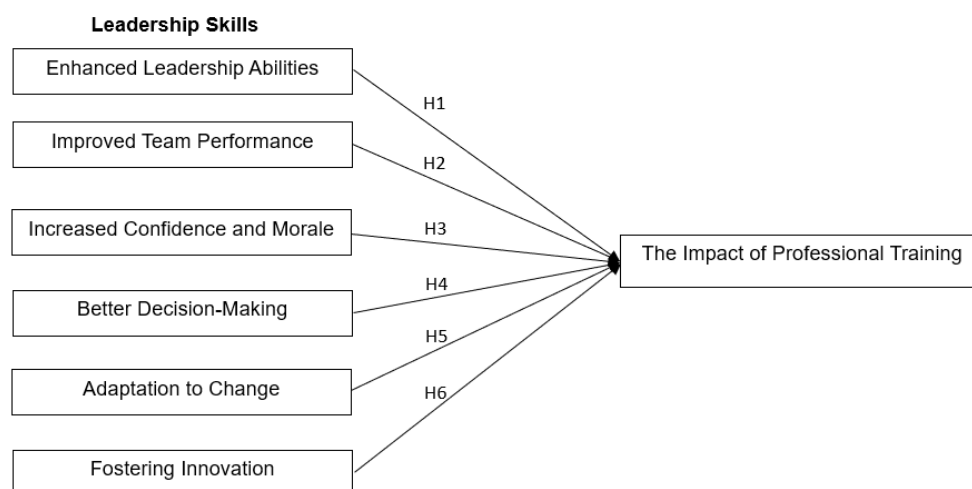 Leadership Skills
Enhanced Leadership Abilities
H1
Improved Team Performance
H2
Increased Confidence and Morale
H3
The Impact of Professional Training
H4
Better Decision-Making
H5
Adaptation to Change
H6
Fostering Innovation